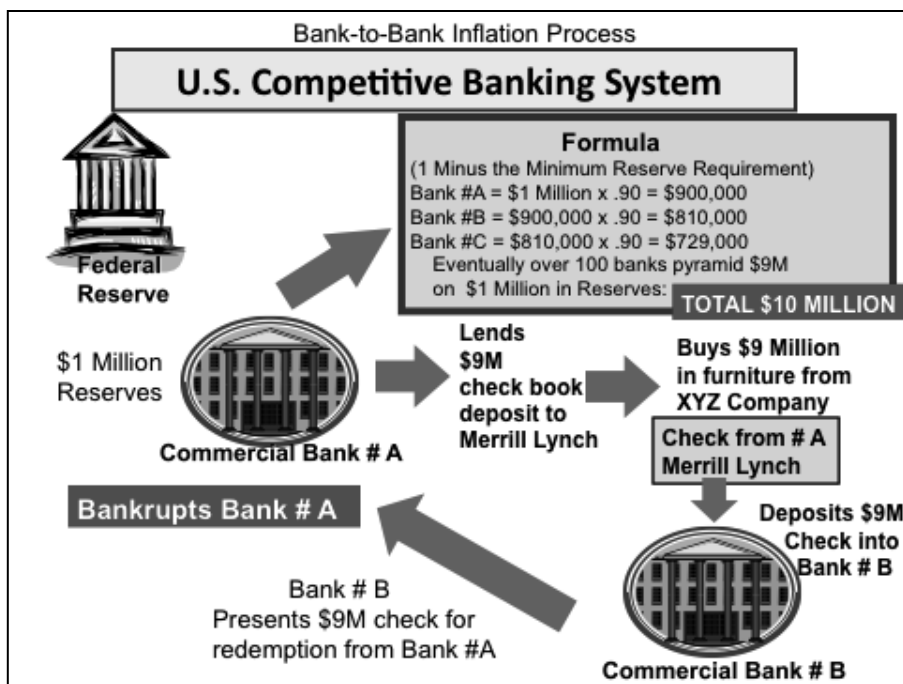 Bank-to-Bank Inflation Process
U.S. Competitive Banking System
Federal
Reserve
Formula
(1 Minus the Minimum Reserve Requirement)
Bank #A = $1 Million x .90 = $900,000
Bank #B = $900,000 x .90 = $810,000
Bank #C = $810,000 x .90 = $729,000
Eventually over 100 banks pyramid $9M
on $1 Million in Reserves:
TOTAL $10 MILLION
$1 Million
Reserves
Commercial Bank # A
Lends
$9M
check book
deposit to
Merrill Lynch
Buys $9 Million
in furniture from
XYZ Company
Check from # A
Merrill Lynch
Deposits $9M
Check into
Bank # B
Commercial Bank # B
Bank # B
Presents $9M check for
redemption from Bank #A
Bankrupts Bank # A